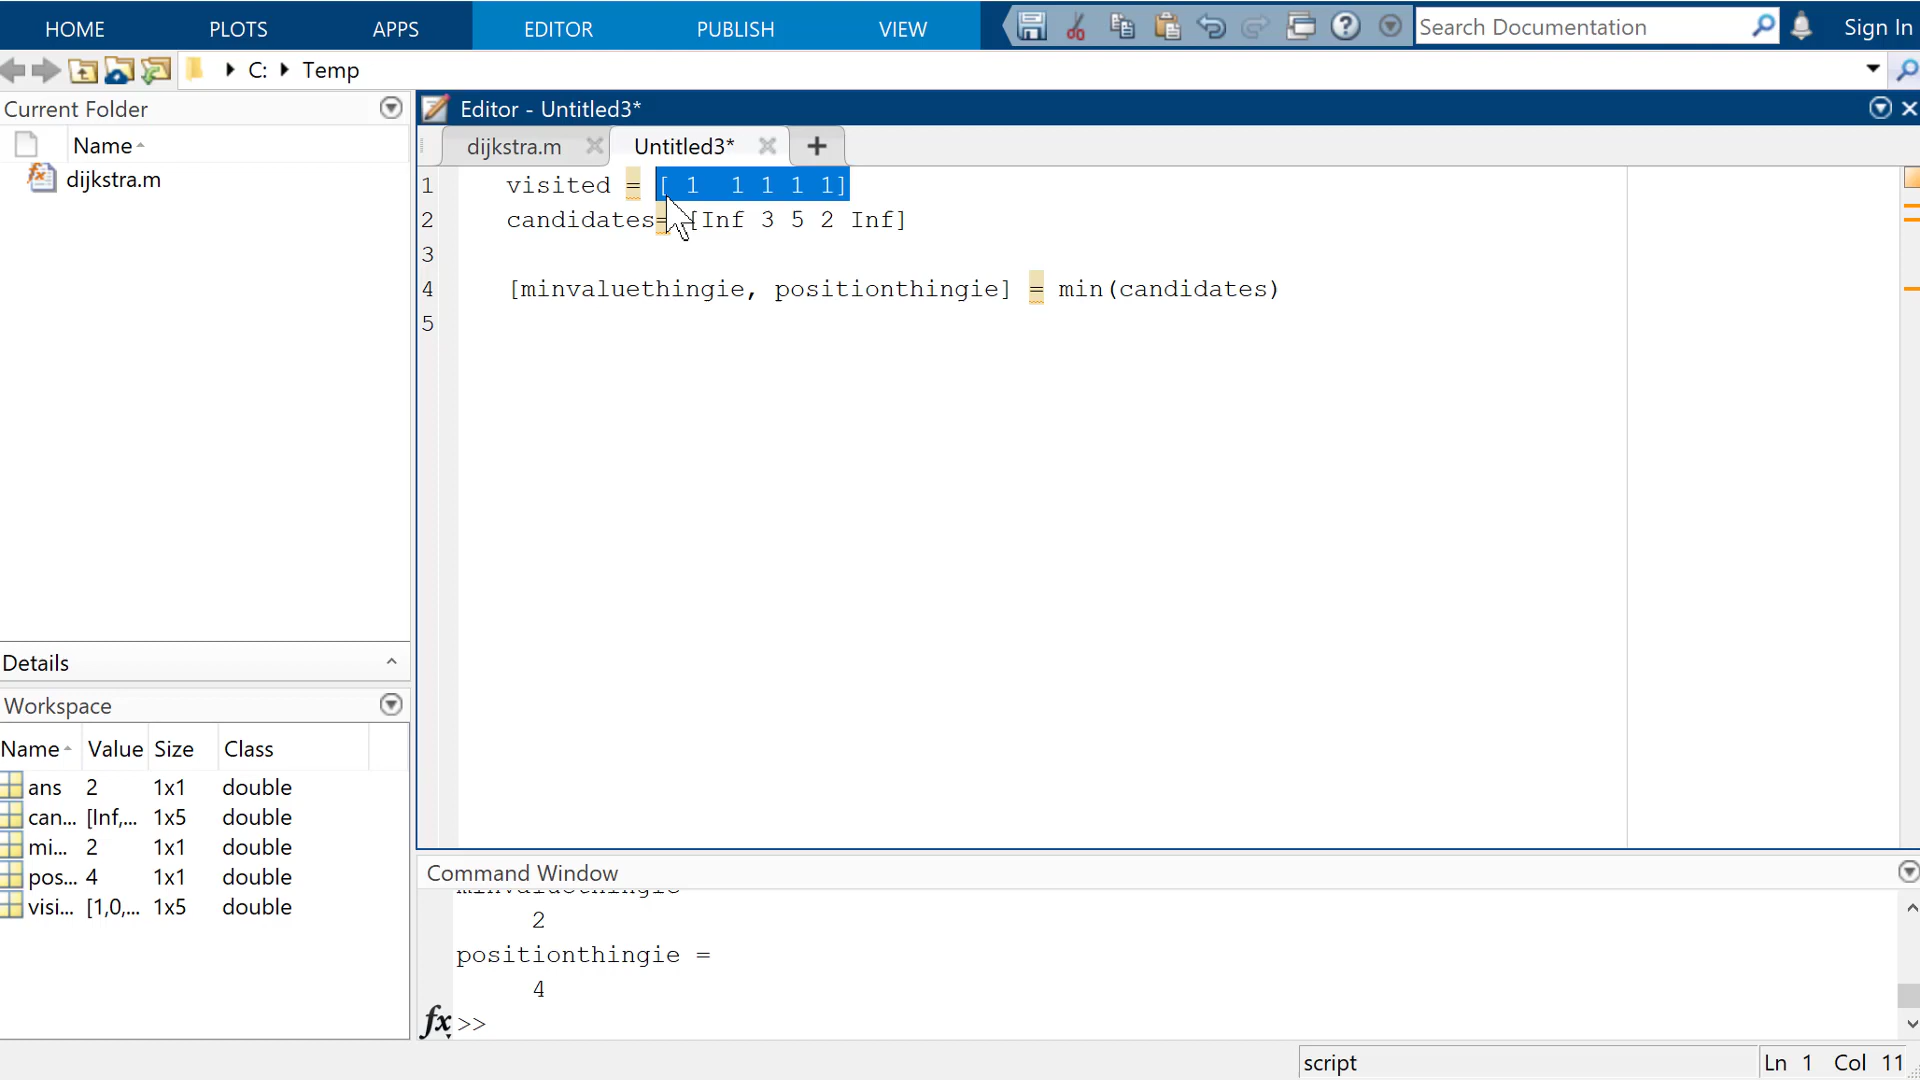 HOME PLOTS APPS EDITOR PUBLISH VIEW Search Documentation Sign In
C: Temp
Current Folder
Editor - Untitled3*
Name
dijkstra.m Untitled3* +
dijkstra.m
1 visited = [ 1  1 1 1 1]
2 candidates= [Inf 3 5 2 Inf]
3
4 [minvaluethingie, positionthingie] = min(candidates)
5
Details
Workspace
Name Value Size Class
ans 2 1x1 double
can... [Inf,... 1x5 double
mi... 2 1x1 double
pos... 4 1x1 double
visi... [1,0,... 1x5 double
Command Window
minvaluethingie
2
positionthingie =
4
fx >>
script Ln 1 Col 11